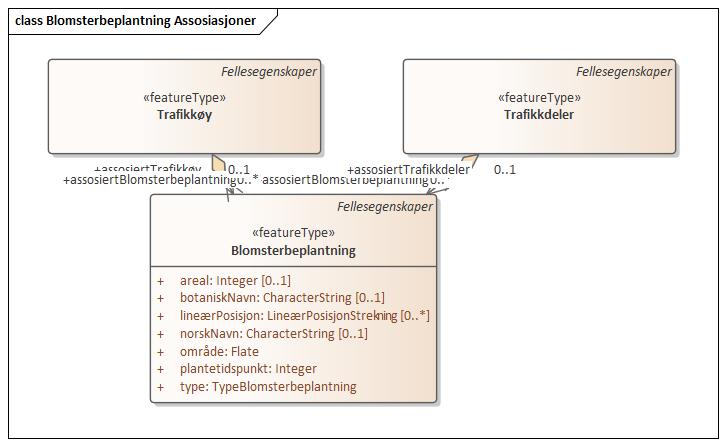 class Blomsterbeplantning Assosiasjoner
Fellesegenskaper
«featureType»
Trafikkøy
Fellesegenskaper
«featureType»
Trafikkdeler
+assosiertTrafikkøy 0..1
+assosiertTrafikkdeler 0..1
+assosiertBlomsterbeplantning 0..*
assosiertBlomsterbeplantning 0..*
Fellesegenskaper
«featureType»
Blomsterbeplantning
+ areal: Integer [0..1]
+ botaniskNavn: CharacterString [0..1]
+ lineærPosisjon: LineærPosisjonStrekning [0..*]
+ norskNavn: CharacterString [0..1]
+ område: Flate
+ plantetidspunkt: Integer
+ type: TypeBlomsterbeplantning